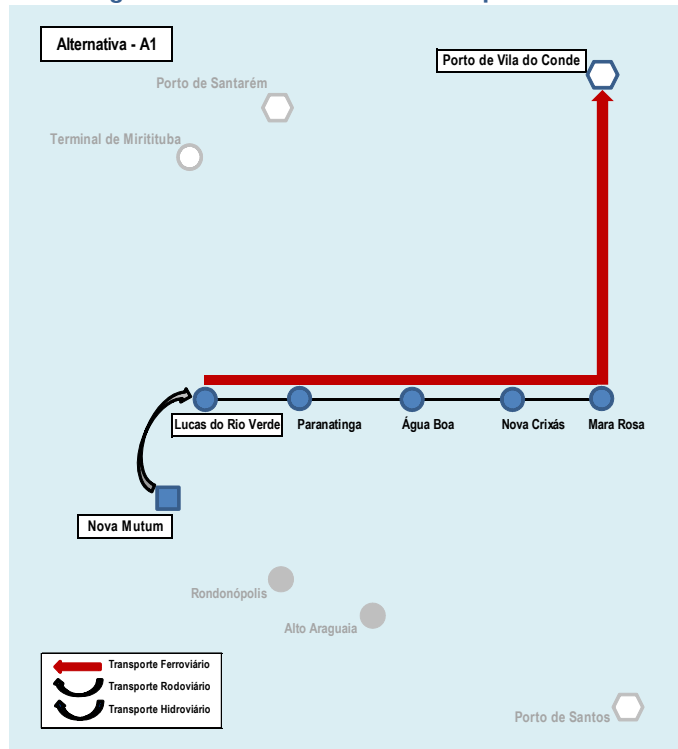 Alternativa - A1
Porto de Vila do Conde
Porto de Santarém
Terminal de Miritituba
Lucas do Rio Verde
Paranatinga
Água Boa
Nova Crixás
Mara Rosa
Nova Mutum
Rondonópolis
Alto Araguaia
Transporte Ferroviário
Transporte Rodoviário
Transporte Hidroviário
Porto de Santos